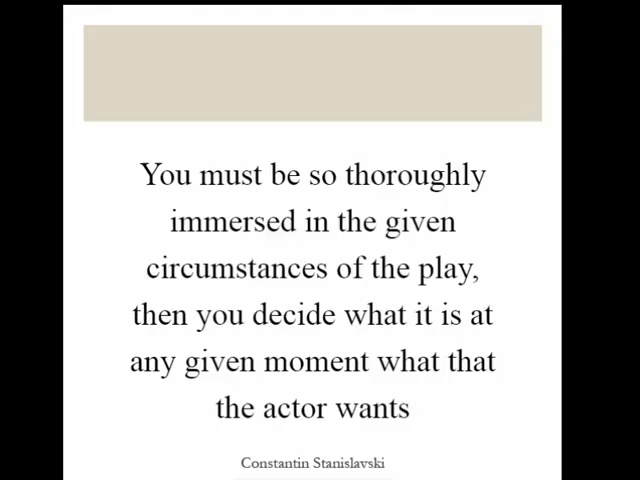 You must be so thoroughly
immersed in the given
circumstances of the play,
then you decide what it is at
any given moment what that
the actor wants
Constantin Stanislavski